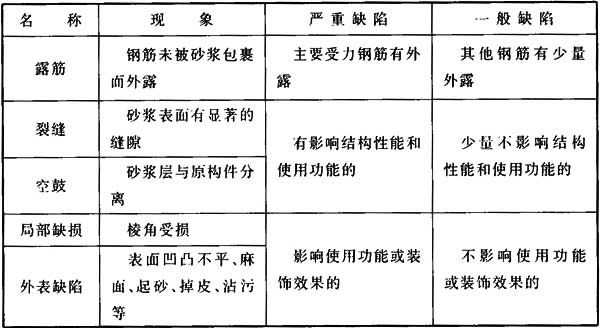 名 称 现 象 严重缺陷 一般缺陷
露筋 钢筋未被砂浆包裹 主要受力钢筋有外 其他钢筋有少量
面外露 露 外露
裂缝 砂浆表面有显著的
缝隙
有影响结构性能和 少量不影响结构
使用功能的 性能和使用功能的
空鼓 砂浆层与原构件分
离
局部缺损 棱角受损
影响使用功能或装 不影响使用功能
饰效果的 或装饰效果的
外表缺陷 表面凹凸不平、麻
面、起砂、掉皮、沾污
等